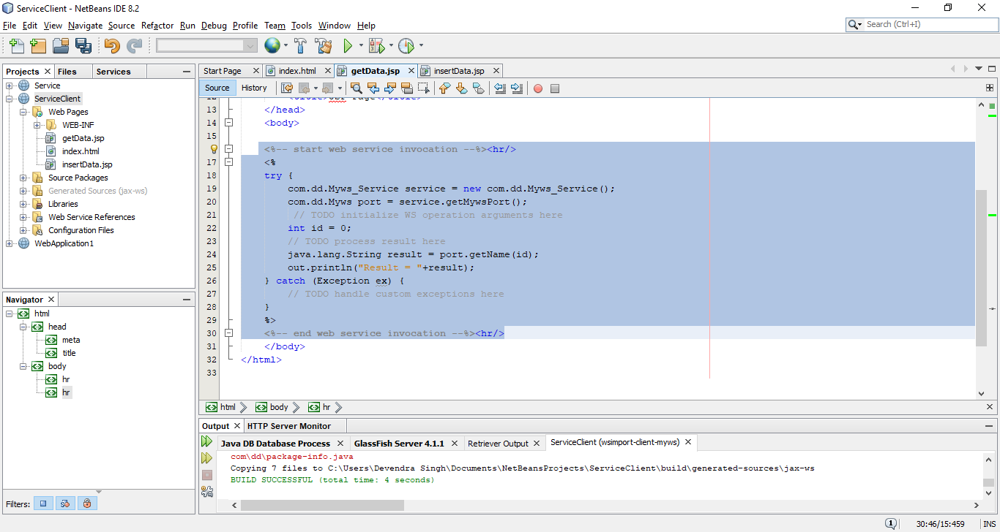 ServiceClient - NetBeans IDE 8.2
File Edit View Navigate Source Refactor Run Debug Profile Team Tools Window Help
Search (Ctrl+I)
Projects Files Services
Service
ServiceClient
Web Pages
WEB-INF
getData.jsp
index.html
insertData.jsp
Source Packages
Generated Sources (jax-ws)
Libraries
Web Service References
Configuration Files
WebApplication1
Navigator
html
head
meta
title
body
hr
hr
Filters:
Start Page index.html getData.jsp insertData.jsp
Source History
13 </head>
14 <body>
15
<%-- start web service invocation --%><hr/>
17 <%
18 try {
19 com.dd.Myws_Service service = new com.dd.Myws_Service();
20 com.dd.Myws port = service.getMywsPort();
21 // TODO initialize WS operation arguments here
22 int id = 0;
23 // TODO process result here
24 java.lang.String result = port.getName(id);
25 out.println("Result = "+result);
26 } catch (Exception ex) {
27 // TODO handle custom exceptions here
28 }
29 %>
30 <%-- end web service invocation --%><hr/>
31 </body>
32 </html>
33
html body hr
Output HTTP Server Monitor
Java DB Database Process GlassFish Server 4.1.1 Retriever Output ServiceClient (wsimport-client-myws)
com\dd\package-info.java
Copying 7 files to C:\Users\Devendra Singh\Documents\NetBeansProjects\ServiceClient\build\generated-sources\jax-ws
BUILD SUCCESSFUL (total time: 4 seconds)
1 30:46/15:459 INS